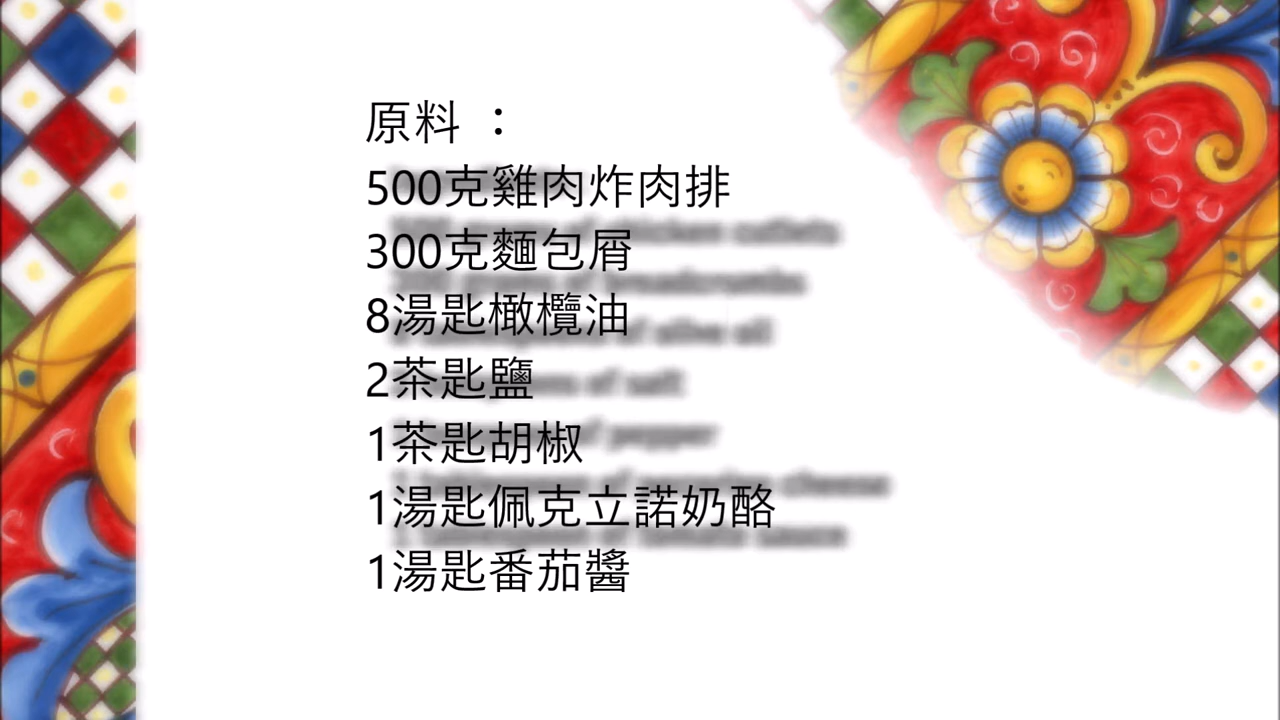 原料 ：
500克雞肉炸肉排
300克麵包屑
8湯匙橄欖油
2茶匙鹽
1茶匙胡椒
1湯匙佩克立諾奶酪
1湯匙番茄醬